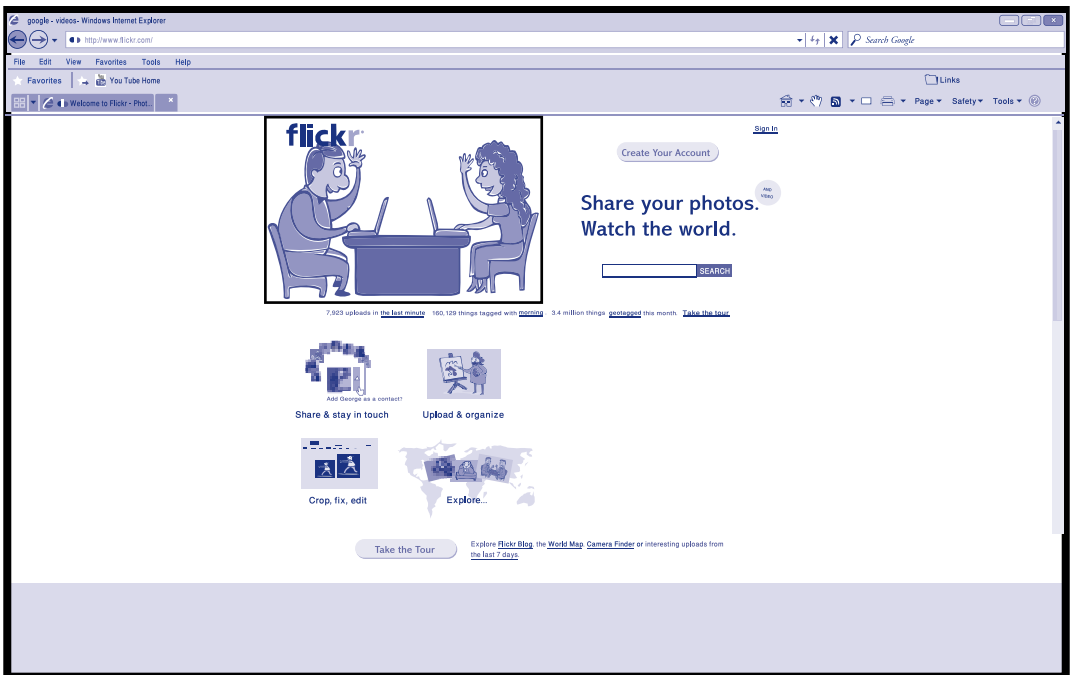 google - videos- Windows Internet Explorer
http://www.flickr.com/
Search Google
File Edit View Favorites Tools Help
Favorites You Tube Home Links
Welcome to Flickr - Phot.. Page Safety Tools
flickr
Sign In
Create Your Account
AND VIDEO
Share your photos.
Watch the world.
SEARCH
7,923 uploads in the last minute 160,129 things tagged with morning 3.4 million things geotagged this month Take the tour
Add George as a contact?
Share & stay in touch Upload & organize
Crop, fix, edit Explore...
Take the Tour
Explore Flickr Blog, the World Map, Camera Finder or interesting uploads from
the last 7 days.